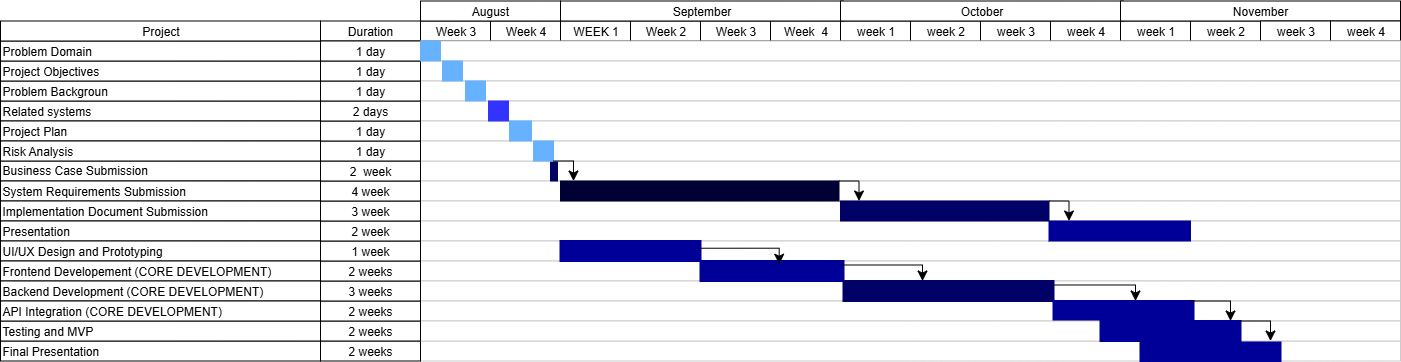 August September October November
Project Duration Week 3 Week 4 WEEK 1 Week 2 Week 3 Week 4 week 1 week 2 week 3 week 4 week 1 week 2 week 3 week 4
Problem Domain 1 day
Project Objectives 1 day
Problem Backgroun 1 day
Related systems 2 days
Project Plan 1 day
Risk Analysis 1 day
Business Case Submission 2 week
System Requirements Submission 4 week
Implementation Document Submission 3 week
Presentation 2 week
UI/UX Design and Prototyping 1 week
Frontend Developement (CORE DEVELOPMENT) 2 weeks
Backend Development (CORE DEVELOPMENT) 3 weeks
API Integration (CORE DEVELOPMENT) 2 weeks
Testing and MVP 2 weeks
Final Presentation 2 weeks